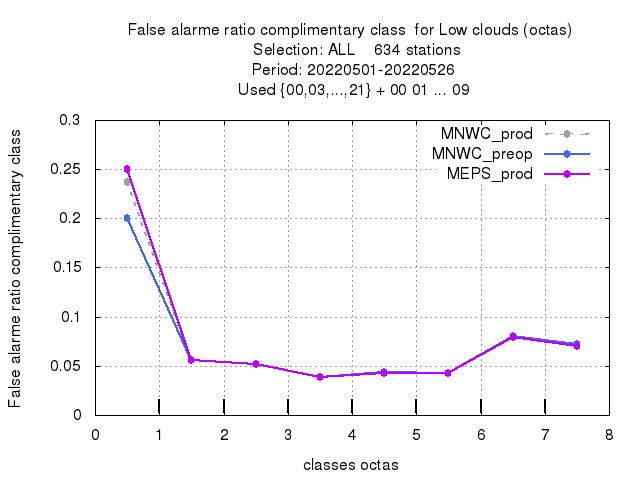 False alarme ratio complimentary class  for Low clouds (octas)
Selection: ALL    634 stations
Period: 20220501-20220526
Used {00,03,...,21} + 00 01 ... 09
False alarme ratio complimentary class
0.3
0.25
0.2
0.15
0.1
0.05
0
MNWC_prod
MNWC_preop
MEPS_prod
0 1 2 3 4 5 6 7 8
classes octas